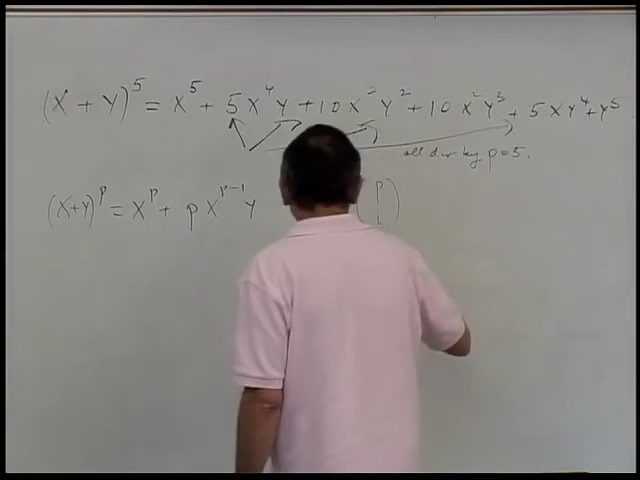 (X + Y)^5 = X^5 + 5X^4Y + 10X^3Y^2 + 10X^2Y^3 + 5XY^4 + Y^5
all div by p=5.
(X+Y)^p = X^p + pX^{p-1}Y (p